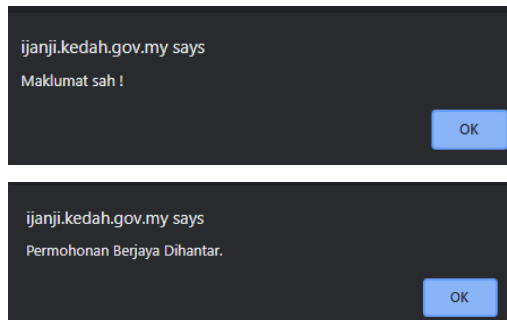 ijanji.kedah.gov.my says
Maklumat sah !
OK
ijanji.kedah.gov.my says
Permohonan Berjaya Dihantar.
OK